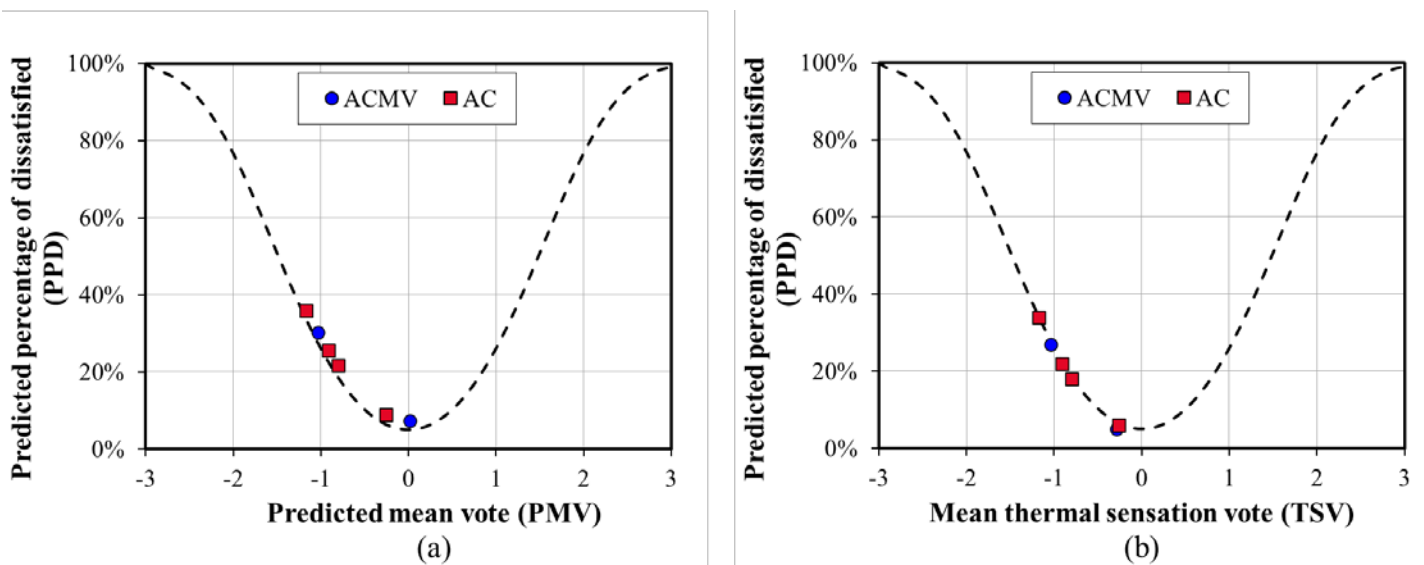 Predicted percentage of dissatisfied
(PPD)
100%
80%
60%
40%
20%
0%
ACMV AC
-3 -2 -1 0 1 2 3
Predicted mean vote (PMV)
(a)
Predicted percentage of dissatisfied
(PPD)
100%
80%
60%
40%
20%
0%
ACMV AC
-3 -2 -1 0 1 2 3
Mean thermal sensation vote (TSV)
(b)